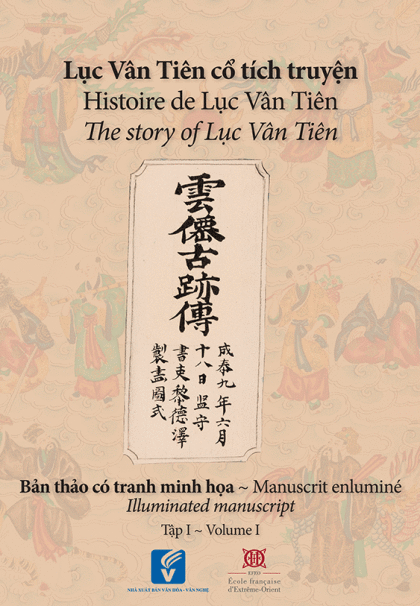 Lục Vân Tiên cổ tích truyện
Histoire de Lục Vân Tiên
The story of Lục Vân Tiên
雲僊古跡傳
成泰九年六月
十八日監守
書吏黎德澤
製畫國式
Bản thảo có tranh minh họa ~ Manuscrit enluminé
Illuminated manuscript
Tập I ~ Volume I
NHÀ XUẤT BẢN VĂN HÓA - VĂN NGHỆ
EFEO
École française
d'Extrême-Orient